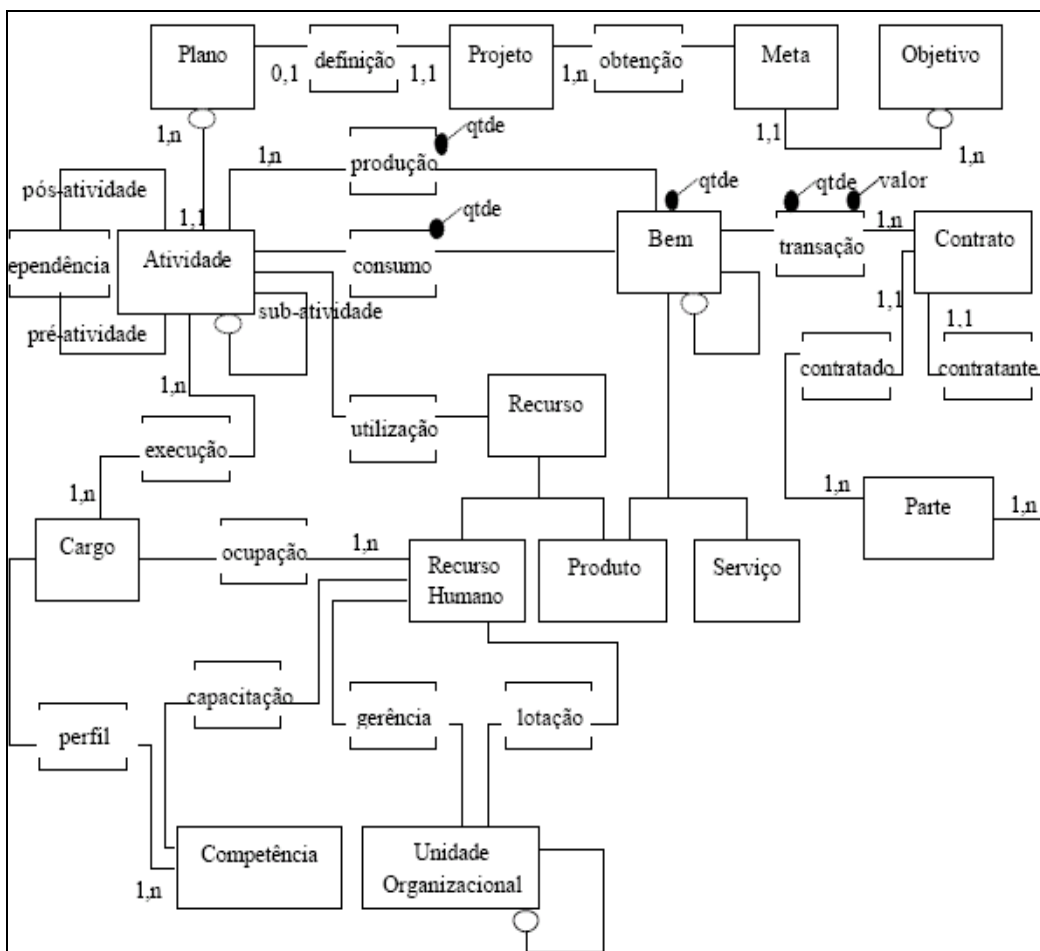 Plano
definição
Projeto
obtenção
Meta
Objetivo
0,1
1,1
1,n
1,n
qtde
1,1
1,n
1,n
produção
pós-atividade
qtde
qtde
qtde
valor
1,1
1,n
ependência
Atividade
consumo
Bem
transação
Contrato
sub-atividade
1,1
pré-atividade
1,1
1,n
contratado
contratante
Recurso
execução
utilização
1,n
1,n
1,n
Parte
Cargo
ocupação
1,n
Recurso
Humano
Produto
Serviço
capacitação
gerência
lotação
perfil
Competência
Unidade
Organizacional
1,n